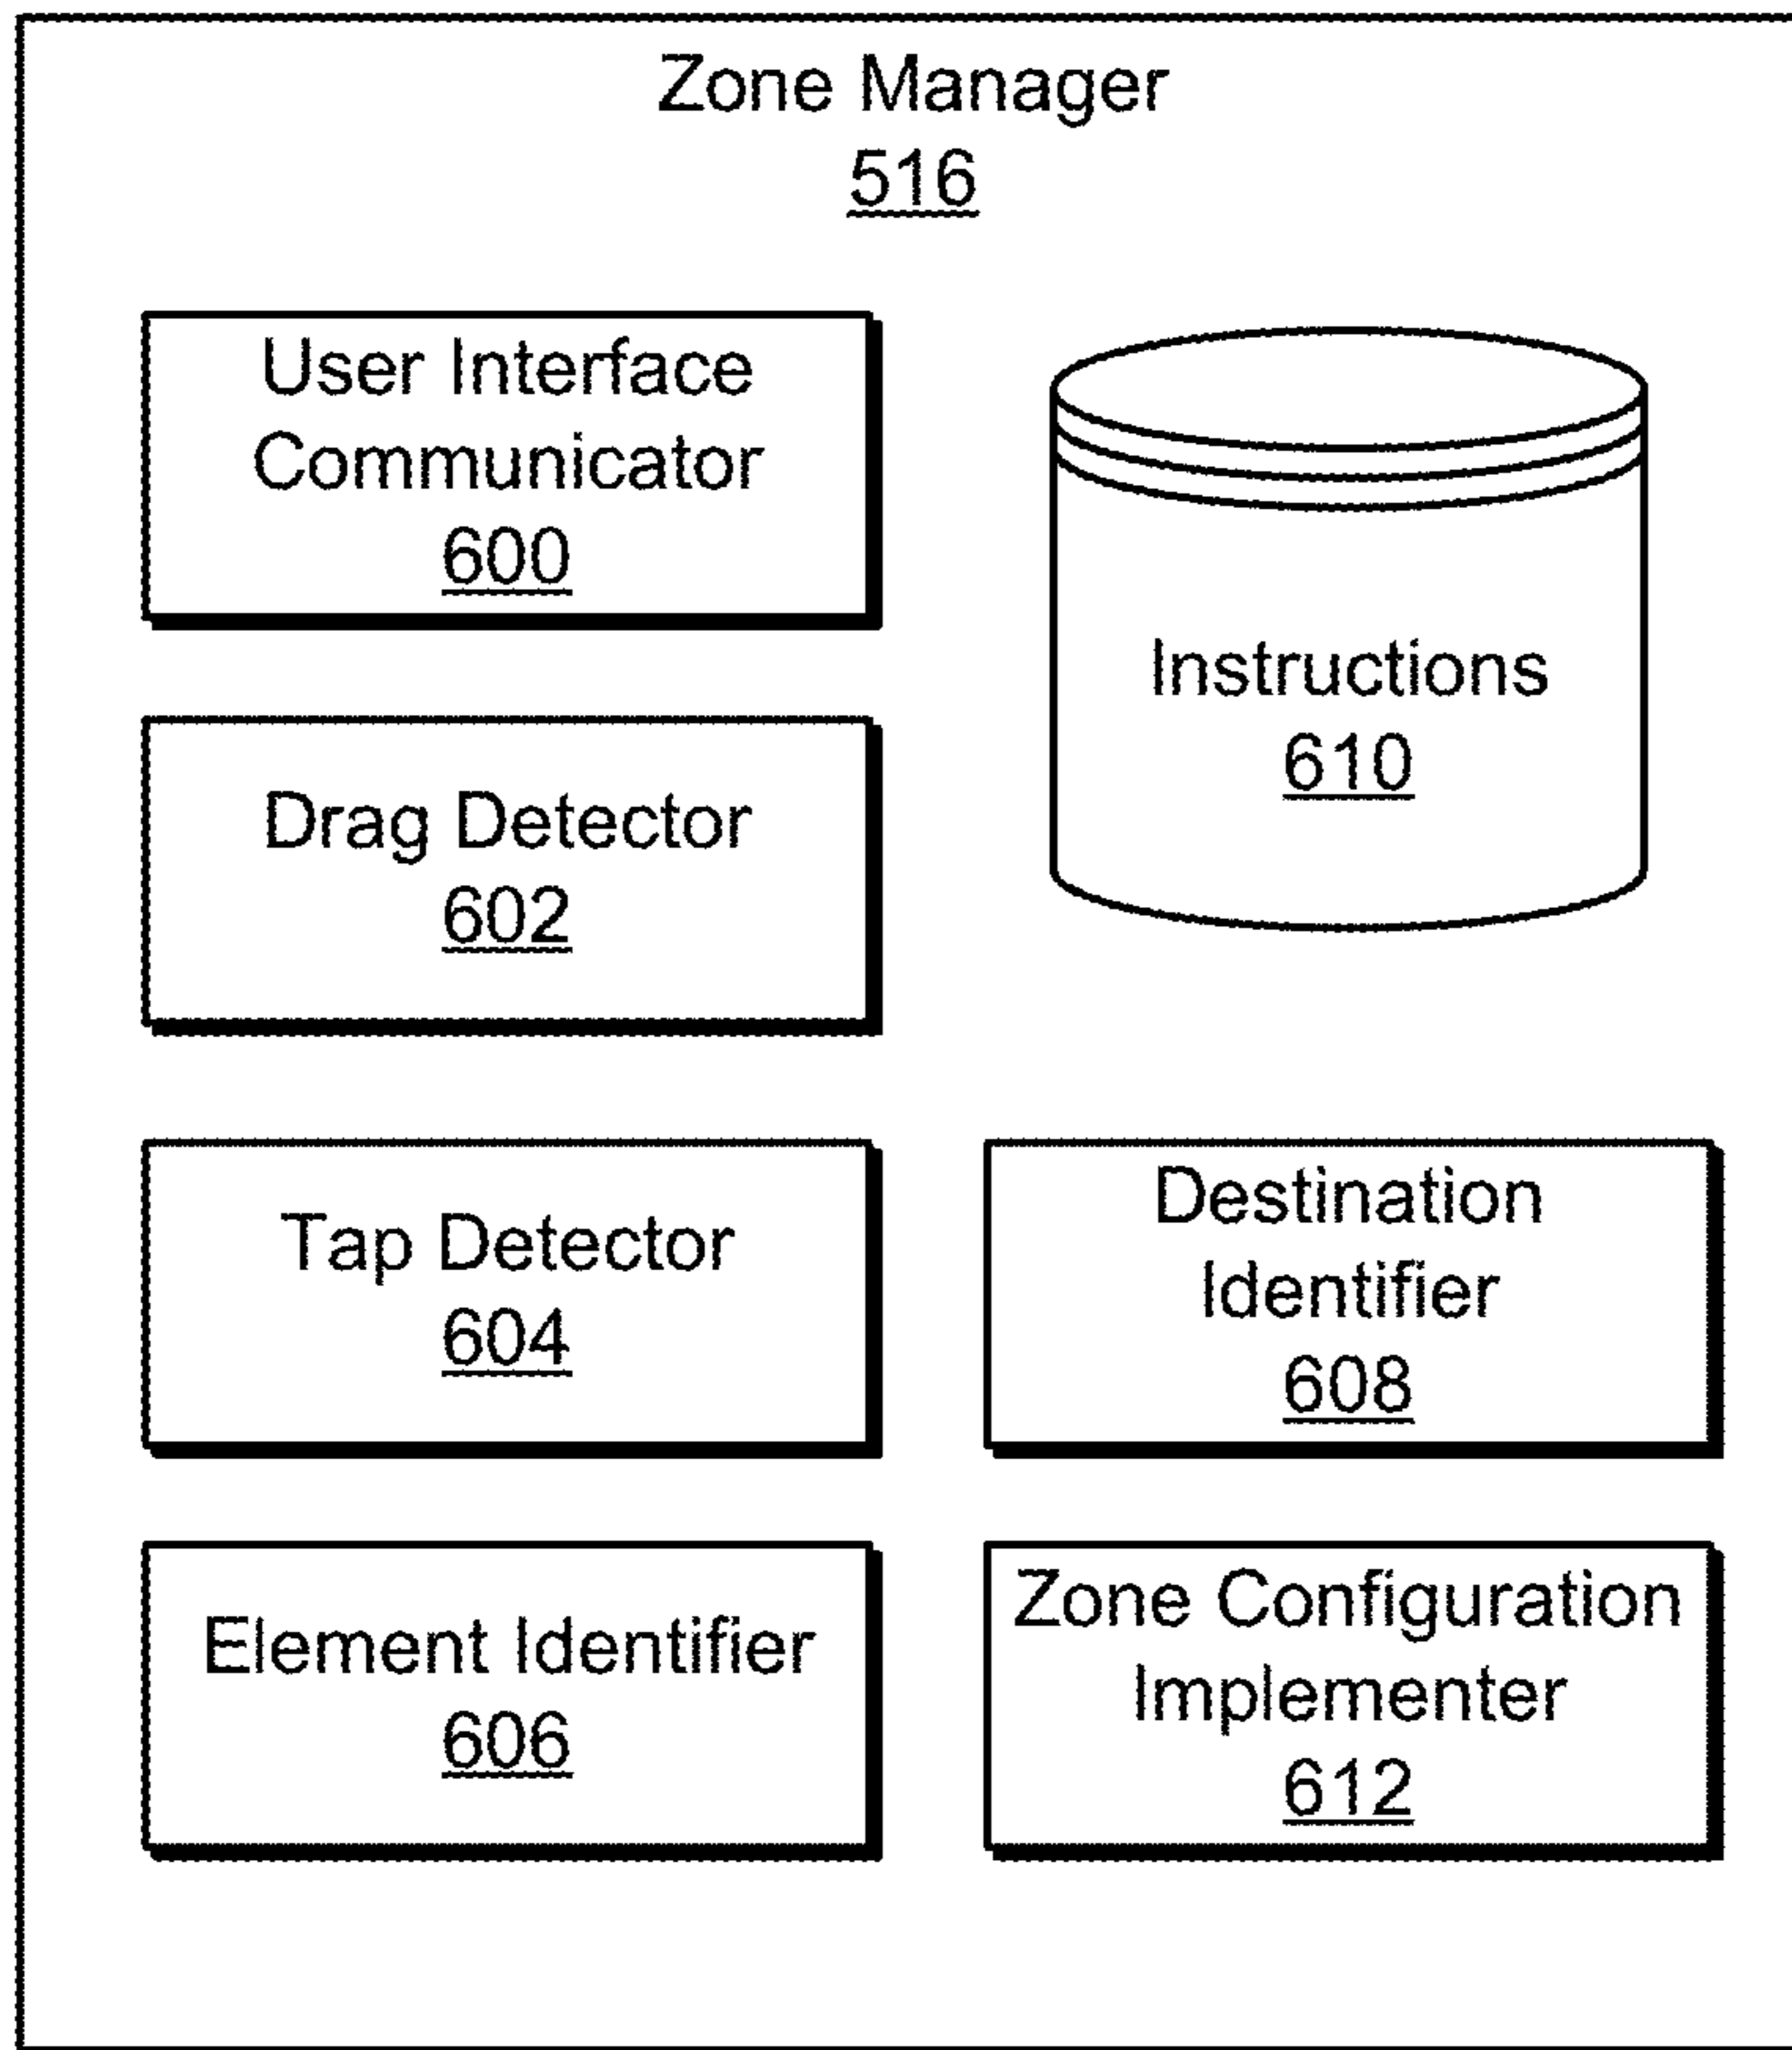 Zone Manager
516
User Interface
Communicator
600
Instructions
610
Drag Detector
602
Tap Detector
604
Destination
Identifier
608
Element Identifier
606
Zone Configuration
Implementer
612